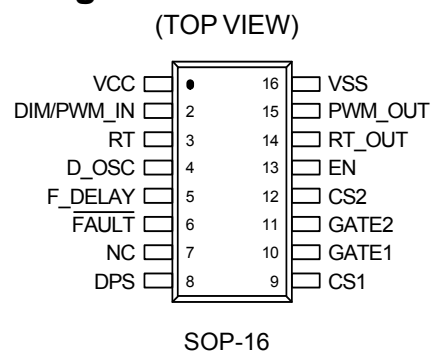 g
(TOP VIEW)
VCC 16 VSS
DIM/PWM_IN 2 15 PWM_OUT
RT 3 14 RT_OUT
D_OSC 4 13 EN
F_DELAY 5 12 CS2
FAULT 6 11 GATE2
NC 7 10 GATE1
DPS 8 9 CS1
SOP-16